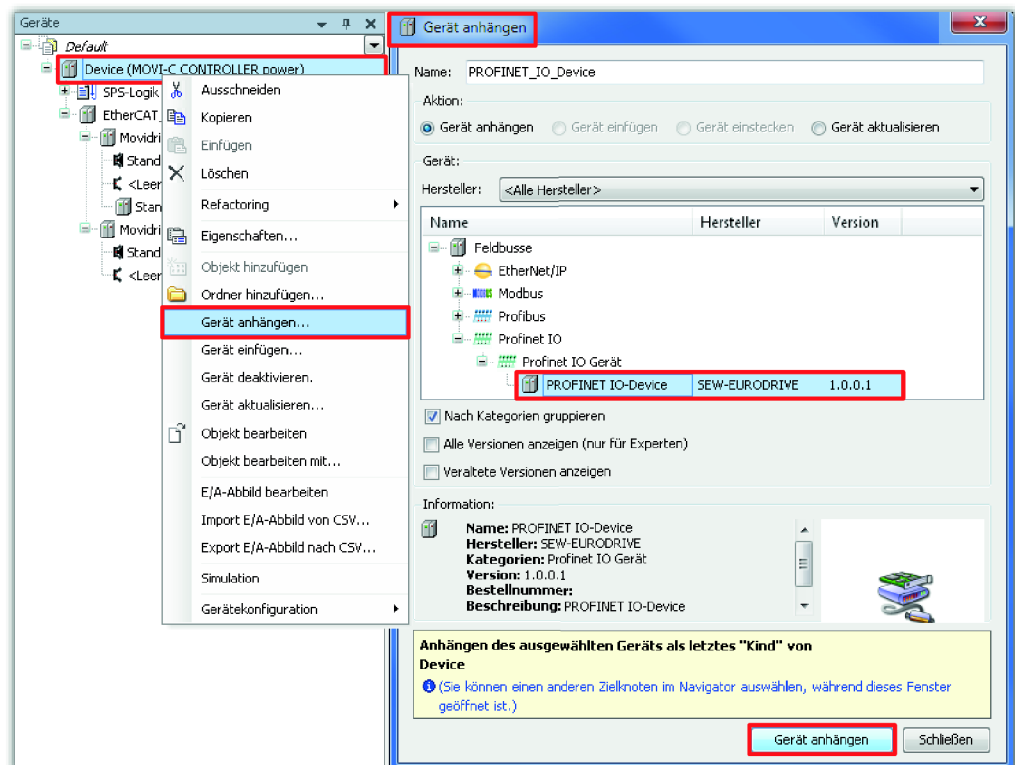 Geräte
Default
Device (MOVI-C CONTROLLER power)
SPS-Logik
EtherCAT_
Movidri
Stand
<Leer
Stan
Movidri
Stand
<Leer
Ausschneiden
Kopieren
Einfügen
Löschen
Refactoring
Eigenschaften...
Objekt hinzufügen
Ordner hinzufügen...
Gerät anhängen...
Gerät einfügen...
Gerät deaktivieren.
Gerät aktualisieren...
Objekt bearbeiten
Objekt bearbeiten mit...
E/A-Abbild bearbeiten
Import E/A-Abbild von CSV...
Export E/A-Abbild nach CSV...
Simulation
Gerätekonfiguration
Gerät anhängen
Name: PROFINET_IO_Device
Aktion:
Gerät anhängen Gerät einfügen Gerät einstecken Gerät aktualisieren
Gerät:
Hersteller: <Alle Hersteller>
Name Hersteller Version
Feldbusse
EtherNet/IP
Modbus
Profibus
Profinet IO
Profinet IO Gerät
PROFINET IO-Device SEW-EURODRIVE 1.0.0.1
Nach Kategorien gruppieren
Alle Versionen anzeigen (nur für Experten)
Veraltete Versionen anzeigen
Information:
Name: PROFINET IO-Device
Hersteller: SEW-EURODRIVE
Kategorien: Profinet IO Gerät
Version: 1.0.0.1
Bestellnummer:
Beschreibung: PROFINET IO-Device
Anhängen des ausgewählten Geräts als letztes "Kind" von
Device
(Sie können einen anderen Zielknoten im Navigator auswählen, während dieses Fenster
geöffnet ist.)
Gerät anhängen Schließen